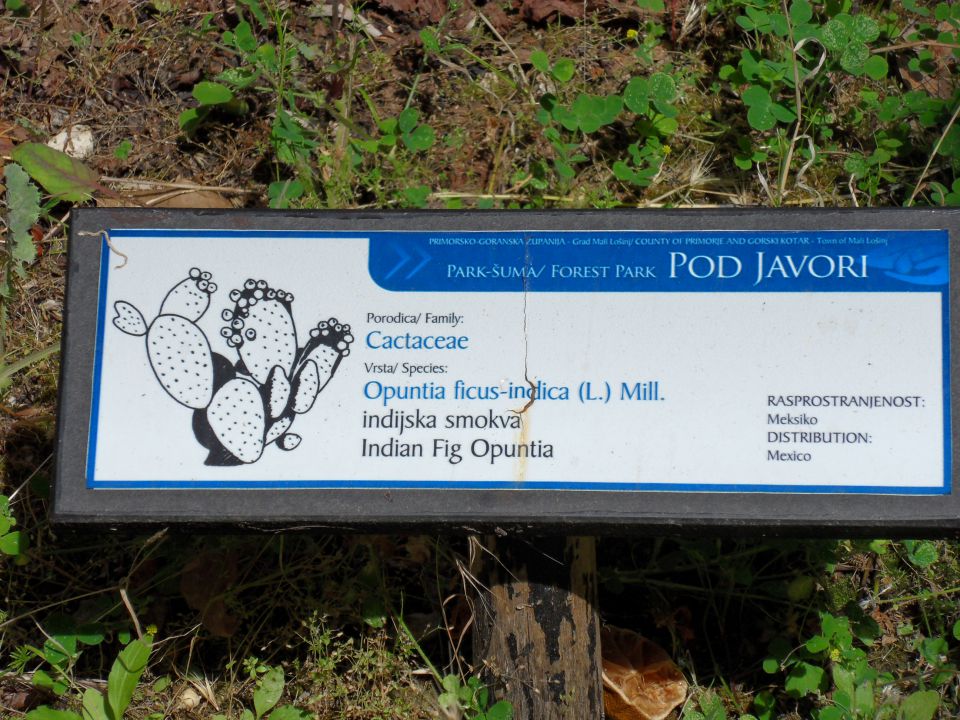 PRIMORSKO-GORANSKA ŽUPANIJA - Grad Mali Lošinj/ COUNTY OF PRIMORJE AND GORSKI KOTAR - Town of Mali Lošinj
PARK-ŠUMA/ FOREST PARK POD JAVORI
Porodica/ Family:
Cactaceae
Vrsta/ Species:
Opuntia ficus-indica (L.) Mill.
indijska smokva
Indian Fig Opuntia
RASPROSTRANJENOST:
Meksiko
DISTRIBUTION:
Mexico